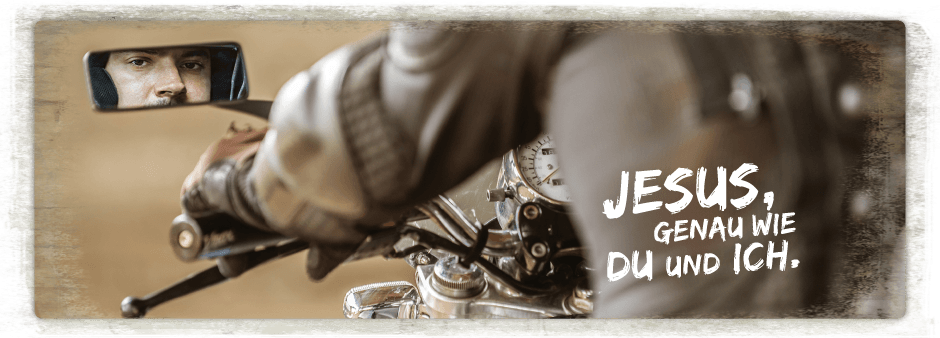 JESUS,
GENAU WIE
DU UND ICH.